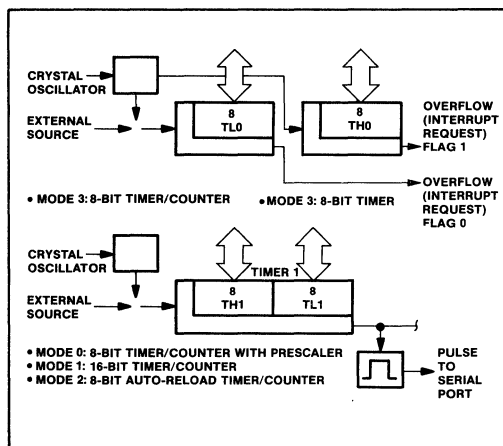 CRYSTAL
OSCILLATOR
EXTERNAL
SOURCE
8
TL0
8
TH0
OVERFLOW
(INTERRUPT
REQUEST)
FLAG 1
OVERFLOW
(INTERRUPT
REQUEST)
FLAG 0
• MODE 3: 8-BIT TIMER/COUNTER
• MODE 3: 8-BIT TIMER
CRYSTAL
OSCILLATOR
EXTERNAL
SOURCE
TIMER 1
8
TH1
8
TL1
• MODE 0: 8-BIT TIMER/COUNTER WITH PRESCALER
• MODE 1: 16-BIT TIMER/COUNTER
• MODE 2: 8-BIT AUTO-RELOAD TIMER/COUNTER
PULSE
TO
SERIAL
PORT